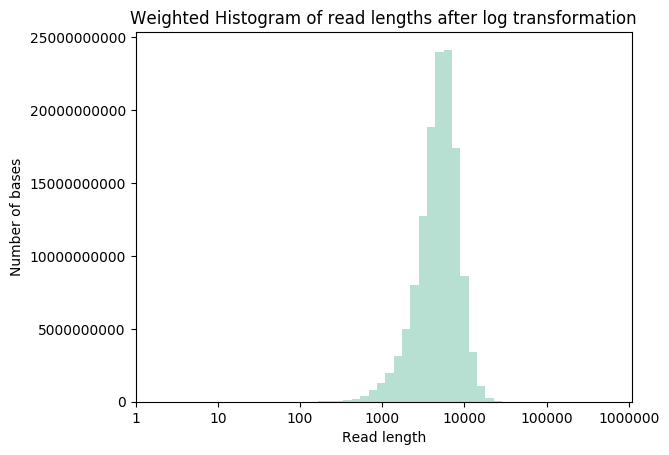 Weighted Histogram of read lengths after log transformation
25000000000
20000000000
15000000000
10000000000
5000000000
0
Number of bases
1 10 100 1000 10000 100000 1000000
Read length